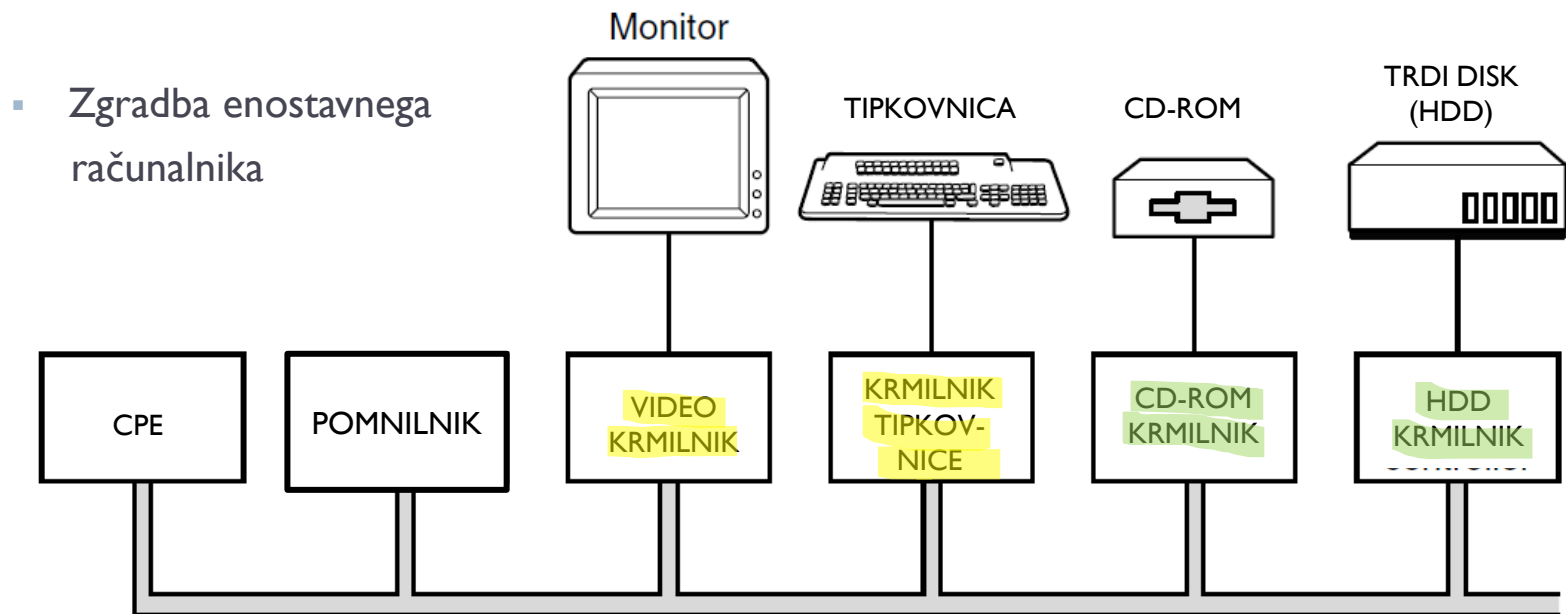 Monitor
▪ Zgradba enostavnega
računalnika
TIPKOVNICA
CD-ROM
TRDI DISK
(HDD)
CPE
POMNILNIK
VIDEO
KRMILNIK
KRMILNIK
TIPKOV-
NICE
CD-ROM
KRMILNIK
HDD
KRMILNIK